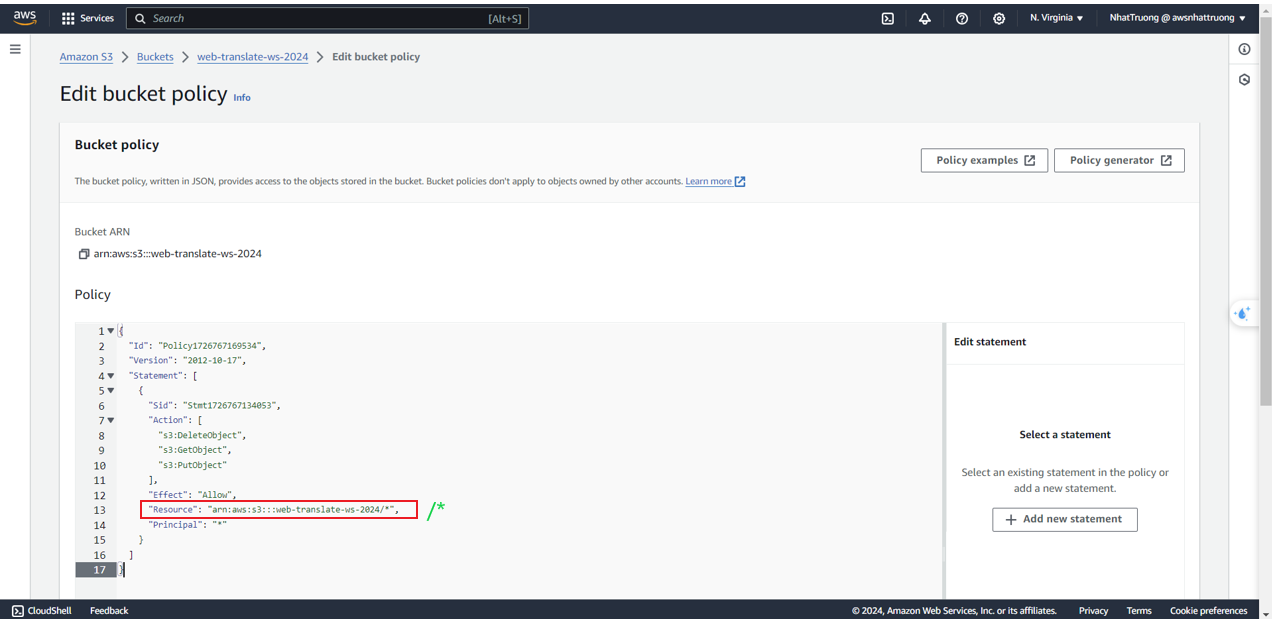 aws
Services
Search
[Alt+S]
N. Virginia
NhatTruong @ awsnhattruong
Amazon S3 > Buckets > web-translate-ws-2024 > Edit bucket policy
Edit bucket policy Info
Bucket policy
Policy examples
Policy generator
The bucket policy, written in JSON, provides access to the objects stored in the bucket. Bucket policies don't apply to objects owned by other accounts. Learn more
Bucket ARN
arn:aws:s3:::web-translate-ws-2024
Policy
1 {
2 "Id": "Policy1726767169534",
3 "Version": "2012-10-17",
4 "Statement": [
5 {
6 "Sid": "Stmt1726767134053",
7 "Action": [
8 "s3:DeleteObject",
9 "s3:GetObject",
10 "s3:PutObject"
11 ],
12 "Effect": "Allow",
13 "Resource": "arn:aws:s3:::web-translate-ws-2024/*",
/*
14 "Principal": "*"
15 }
16 ]
17 }
Edit statement
Select a statement
Select an existing statement in the policy or
add a new statement.
+ Add new statement
CloudShell
Feedback
© 2024, Amazon Web Services, Inc. or its affiliates.
Privacy
Terms
Cookie preferences